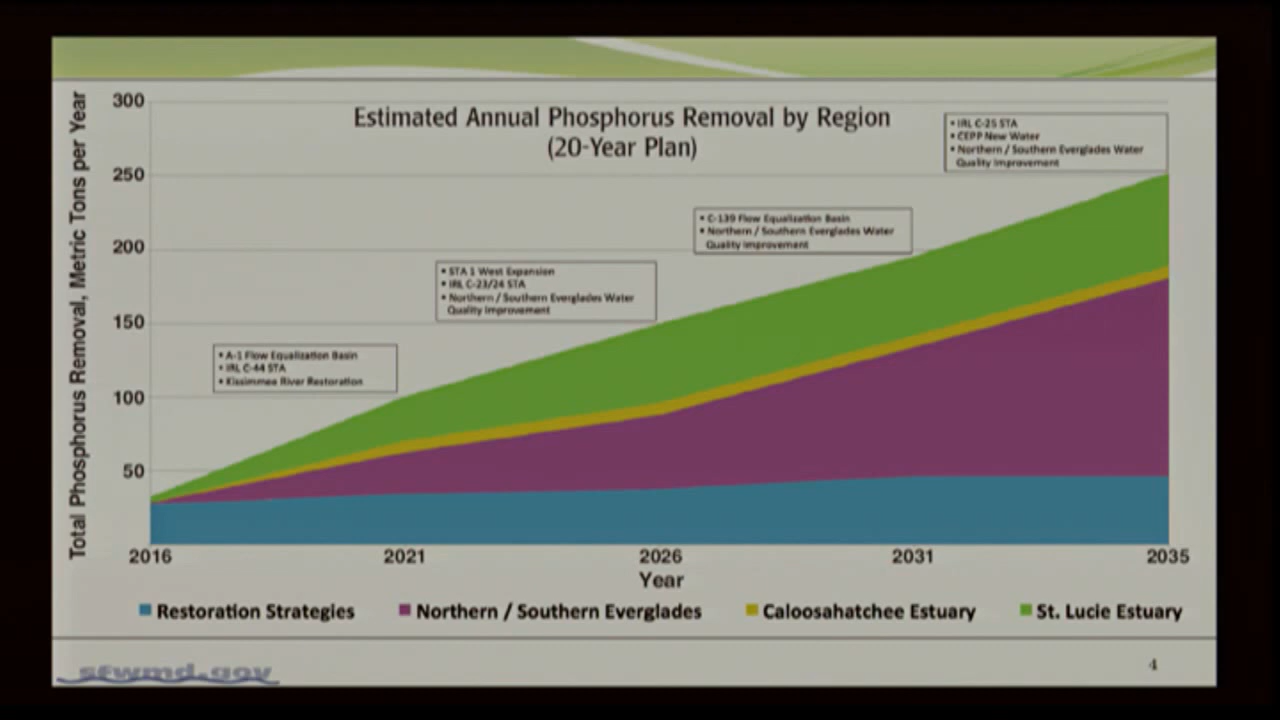 Estimated Annual Phosphorus Removal by Region
(20-Year Plan)
Total Phosphorus Removal, Metric Tons per Year
300
250
200
150
100
50
• A-1 Flow Equalization Basin
• IRL C-44 STA
• Kissimmee River Restoration
• STA 1 West Expansion
• IRL C-23/24 STA
• Northern / Southern Everglades Water
Quality Improvement
• C-139 Flow Equalization Basin
• Northern / Southern Everglades Water
Quality Improvement
• IRL C-25 STA
• CEPP New Water
• Northern / Southern Everglades Water
Quality Improvement
2016 2021 2026 2031 2035
Year
Restoration Strategies Northern / Southern Everglades Caloosahatchee Estuary St. Lucie Estuary
sfwmd.gov
4